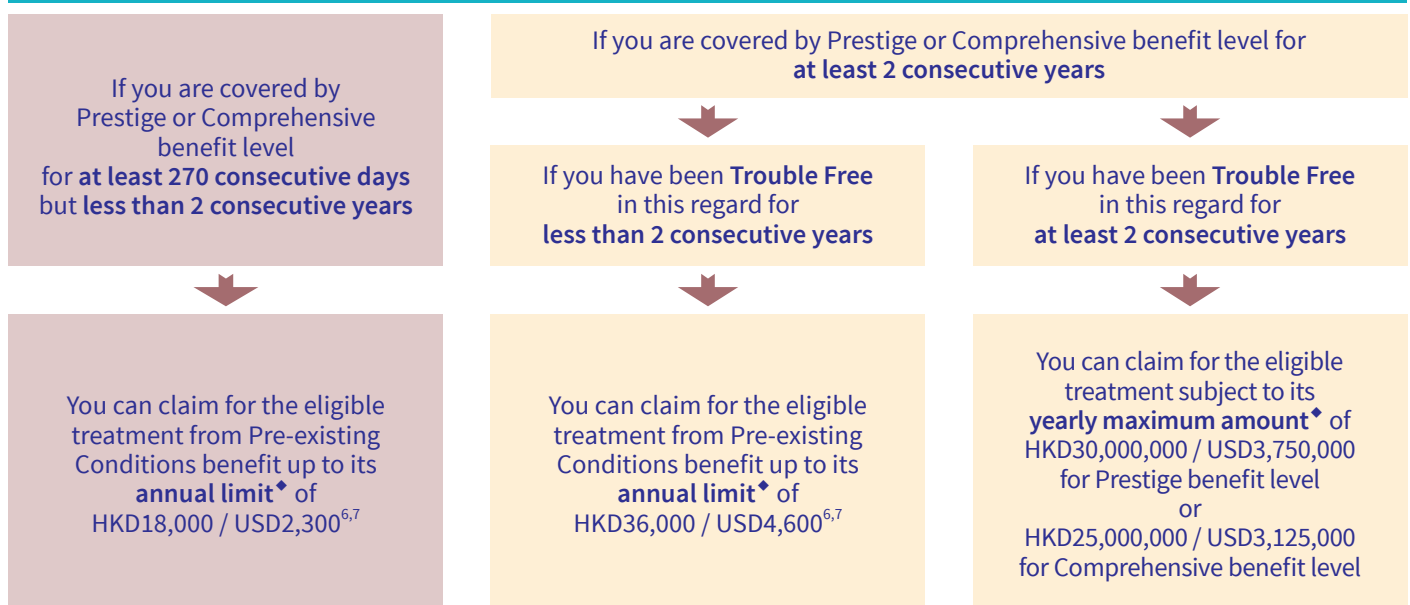 If you are covered by
Prestige or Comprehensive
benefit level
for at least 270 consecutive days
but less than 2 consecutive years
You can claim for the eligible
treatment from Pre-existing
Conditions benefit up to its
annual limit◆ of
HKD18,000 / USD2,300⁶,⁷
If you are covered by Prestige or Comprehensive benefit level for
at least 2 consecutive years
If you have been Trouble Free
in this regard for
less than 2 consecutive years
You can claim for the eligible
treatment from Pre-existing
Conditions benefit up to its
annual limit◆ of
HKD36,000 / USD4,600⁶,⁷
If you have been Trouble Free
in this regard for
at least 2 consecutive years
You can claim for the eligible
treatment subject to its
yearly maximum amount◆ of
HKD30,000,000 / USD3,750,000
for Prestige benefit level
or
HKD25,000,000 / USD3,125,000
for Comprehensive benefit level